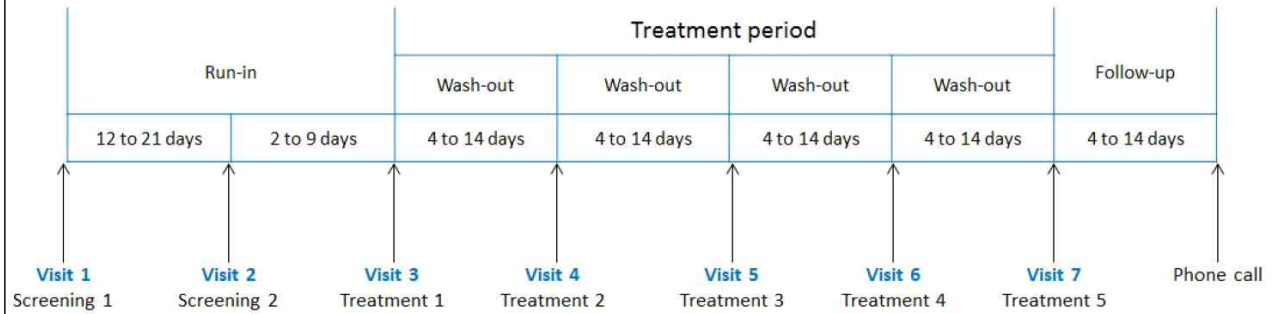 Treatment period
Run-in
Follow-up
Wash-out Wash-out Wash-out Wash-out
12 to 21 days 2 to 9 days 4 to 14 days 4 to 14 days 4 to 14 days 4 to 14 days 4 to 14 days
Visit 1 Visit 2 Visit 3 Visit 4 Visit 5 Visit 6 Visit 7 Phone call
Screening 1 Screening 2 Treatment 1 Treatment 2 Treatment 3 Treatment 4 Treatment 5